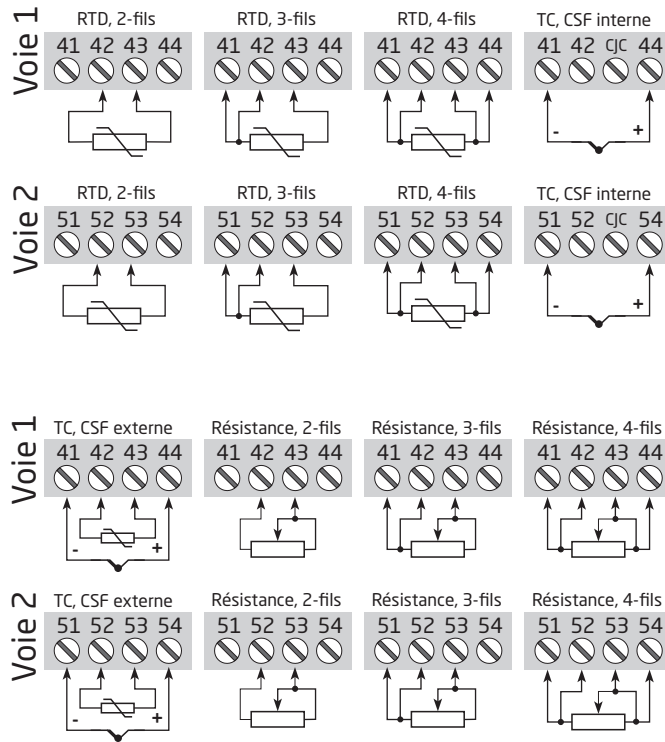 Voie 1
RTD, 2-fils RTD, 3-fils RTD, 4-fils TC, CSF interne
41 42 43 44 41 42 43 44 41 42 43 44 41 42 CJC 44
- +
Voie 2
RTD, 2-fils RTD, 3-fils RTD, 4-fils TC, CSF interne
51 52 53 54 51 52 53 54 51 52 53 54 51 52 CJC 54
- +
Voie 1
TC, CSF externe Résistance, 2-fils Résistance, 3-fils Résistance, 4-fils
41 42 43 44 41 42 43 44 41 42 43 44 41 42 43 44
- +
Voie 2
TC, CSF externe Résistance, 2-fils Résistance, 3-fils Résistance, 4-fils
51 52 53 54 51 52 53 54 51 52 53 54 51 52 53 54
- +